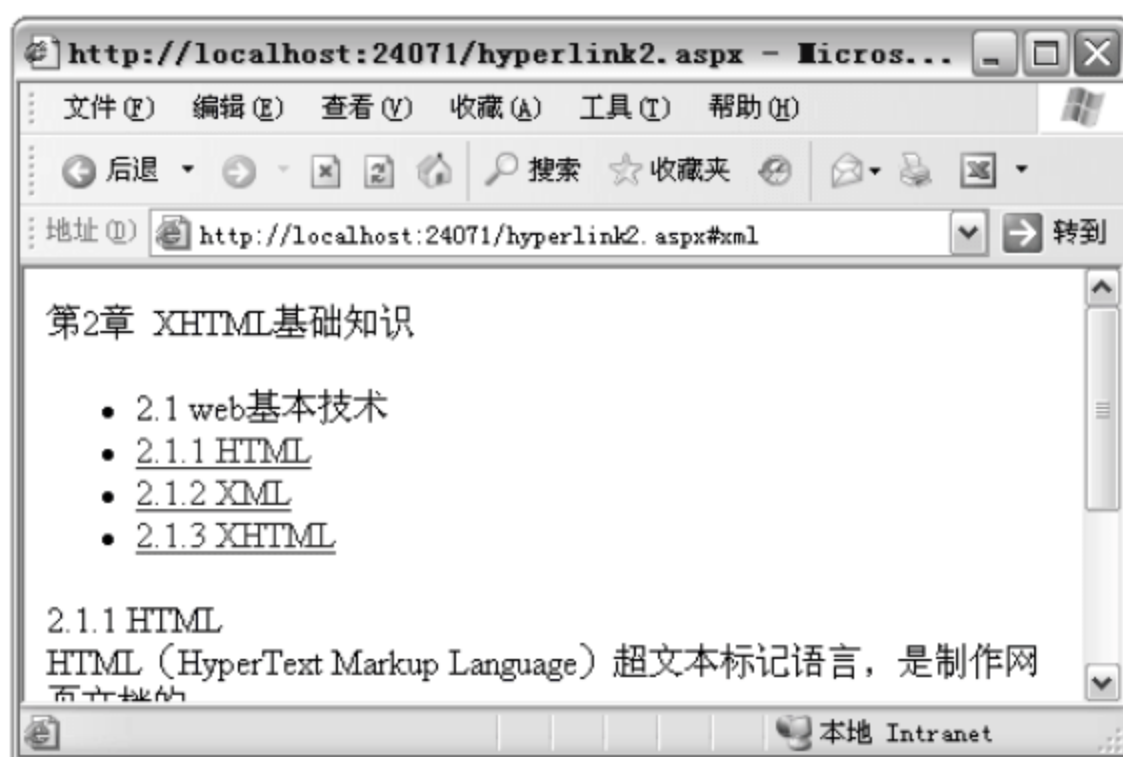 http://localhost:24071/hyperlink2.aspx - Micros...
文件(F) 编辑(E) 查看(V) 收藏(A) 工具(T) 帮助(H)
后退 搜索 收藏夹
地址(D) http://localhost:24071/hyperlink2.aspx#xml 转到
第2章 XHTML基础知识
• 2.1 web基本技术
• 2.1.1 HTML
• 2.1.2 XML
• 2.1.3 XHTML
2.1.1 HTML
HTML（HyperText Markup Language）超文本标记语言，是制作网
页文档的
本地 Intranet